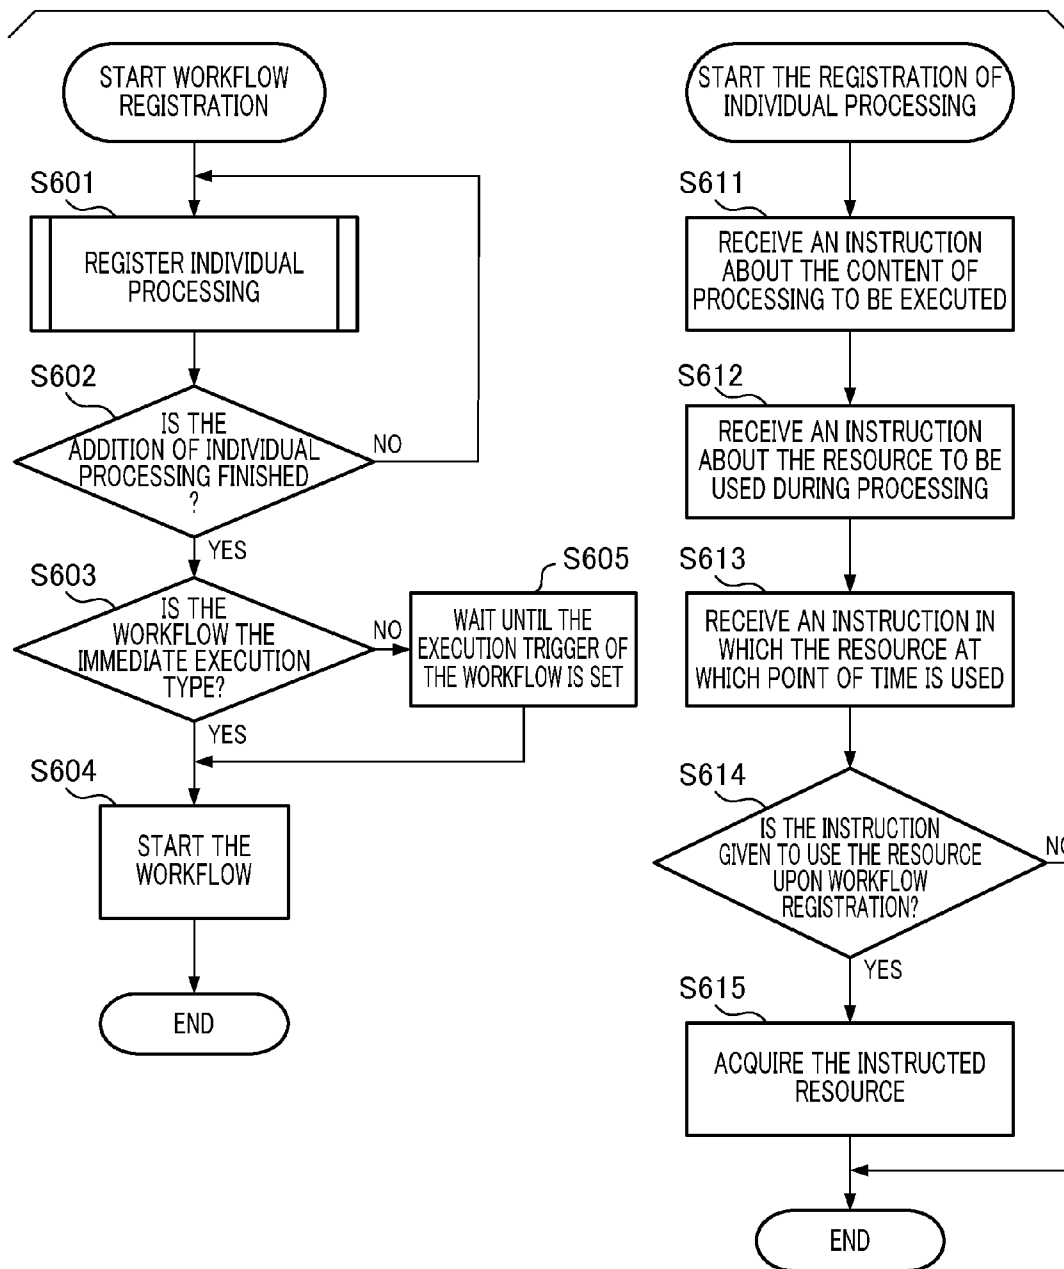 START WORKFLOW
REGISTRATION
S601
REGISTER INDIVIDUAL
PROCESSING
S602
IS THE
ADDITION OF INDIVIDUAL
PROCESSING FINISHED
?
NO
YES
S603
IS THE
WORKFLOW THE
IMMEDIATE EXECUTION
TYPE?
NO
YES
S605
WAIT UNTIL THE
EXECUTION TRIGGER OF
THE WORKFLOW IS SET
S604
START THE
WORKFLOW
END
START THE REGISTRATION OF
INDIVIDUAL PROCESSING
S611
RECEIVE AN INSTRUCTION
ABOUT THE CONTENT OF
PROCESSING TO BE EXECUTED
S612
RECEIVE AN INSTRUCTION
ABOUT THE RESOURCE TO BE
USED DURING PROCESSING
S613
RECEIVE AN INSTRUCTION IN
WHICH THE RESOURCE AT
WHICH POINT OF TIME IS USED
S614
IS THE INSTRUCTION
GIVEN TO USE THE RESOURCE
UPON WORKFLOW
REGISTRATION?
NO
YES
S615
ACQUIRE THE INSTRUCTED
RESOURCE
END